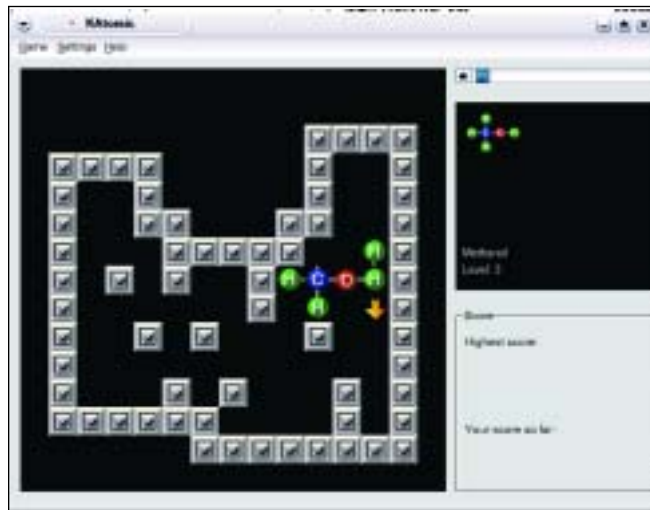 KAtomic
Game Settings Help
H
H C O H
H
Methanol
Level: 2
Score
Highest score:
Your score so far: